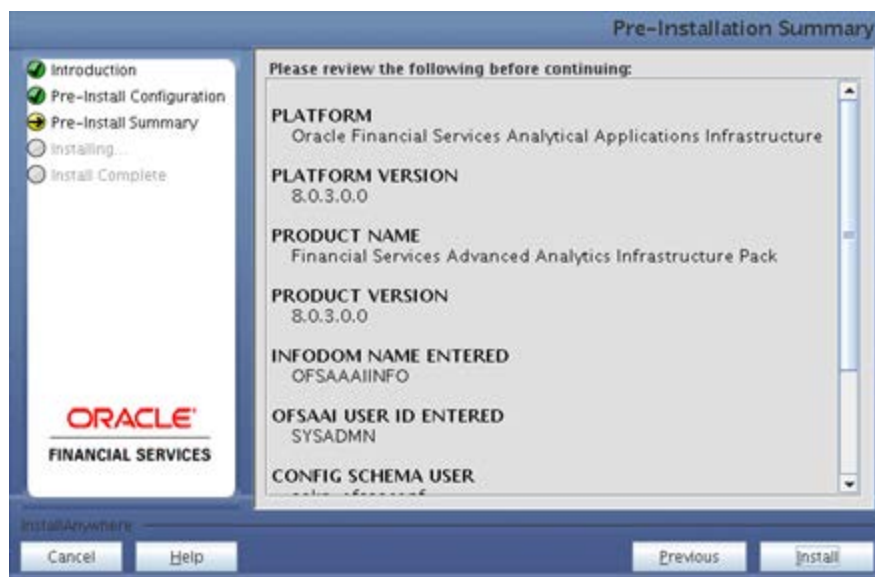 Pre-Installation Summary
Introduction
Pre-Install Configuration
Pre-Install Summary
Installing...
Install Complete
ORACLE
FINANCIAL SERVICES
Please review the following before continuing:
PLATFORM
Oracle Financial Services Analytical Applications Infrastructure
PLATFORM VERSION
8.0.3.0.0
PRODUCT NAME
Financial Services Advanced Analytics Infrastructure Pack
PRODUCT VERSION
8.0.3.0.0
INFODOM NAME ENTERED
OFSAAAIINFO
OFSAAI USER ID ENTERED
SYSADMN
CONFIG SCHEMA USER
InstallAnywhere
Cancel
Help
Previous
Install